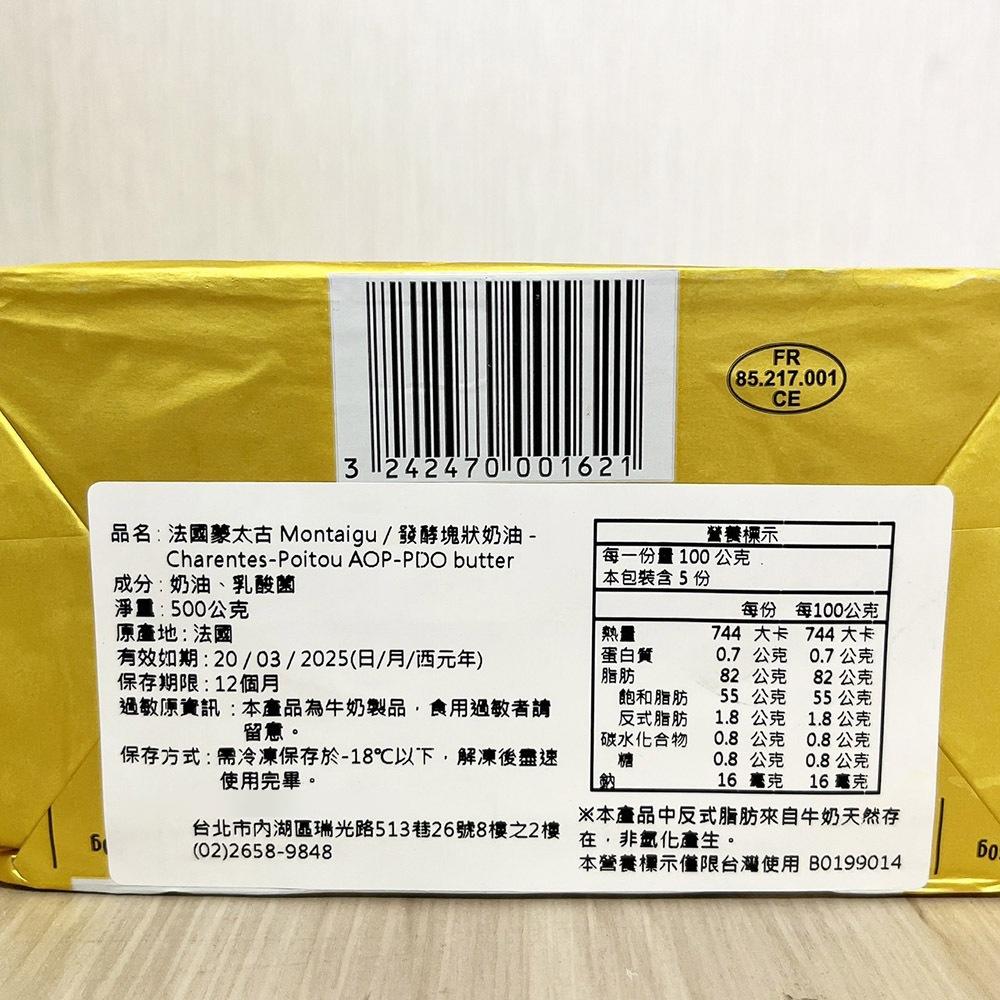 FR
85.217.001
CE
3 242470 001621
品名：法國蒙太古 Montaigu / 發酵塊狀奶油 -
Charentes-Poitou AOP-PDO butter
成分：奶油、乳酸菌
淨重：500公克
原產地：法國
有效如期：20 / 03 / 2025(日/月/西元年)
保存期限：12個月
過敏原資訊：本產品為牛奶製品，食用過敏者請
留意。
保存方式：需冷凍保存於-18℃以下，解凍後盡速
使用完畢。
台北市內湖區瑞光路513巷26號8樓之2樓
(02)2658-9848
營養標示
每一份量 100 公克
本包裝含 5 份
每份 每100公克
熱量 744 大卡 744 大卡
蛋白質 0.7 公克 0.7 公克
脂肪 82 公克 82 公克
飽和脂肪 55 公克 55 公克
反式脂肪 1.8 公克 1.8 公克
碳水化合物 0.8 公克 0.8 公克
糖 0.8 公克 0.8 公克
鈉 16 毫克 16 毫克
※本產品中反式脂肪來自牛奶天然存
在，非氫化產生。
本營養標示僅限台灣使用 B0199014